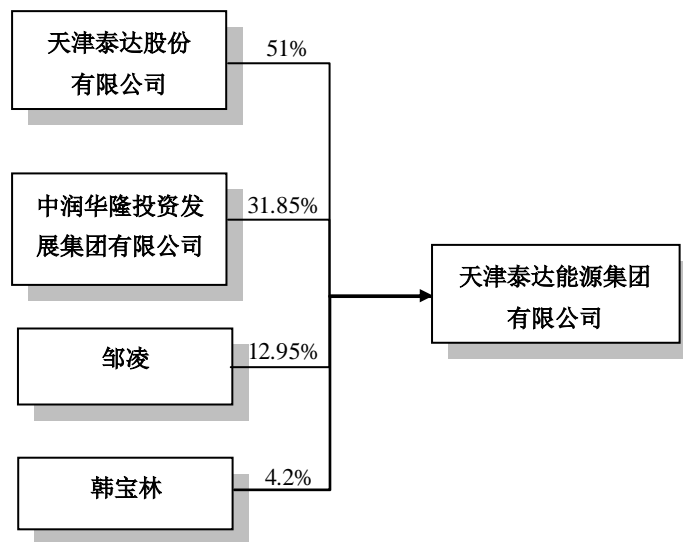 天津泰达股份
有限公司
51%
中润华隆投资发
展集团有限公司
31.85%
天津泰达能源集团
有限公司
邹凌
12.95%
韩宝林
4.2%